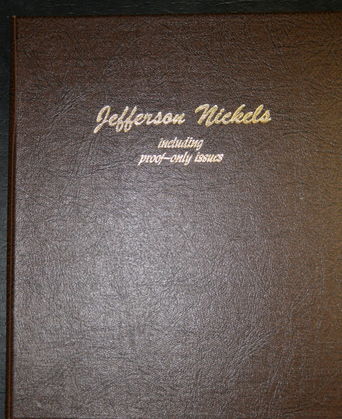 Jefferson Nickels
including
proof-only issues